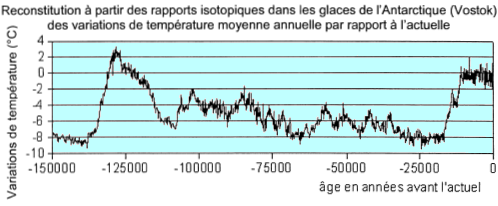 Reconstitution à partir des rapports isotopiques dans les glaces de l'Antarctique (Vostok)
des variations de température moyenne annuelle par rapport à l'actuelle
Variations de température (°C)
4
2
0
-2
-4
-6
-8
-10
-150000 -125000 -100000 -75000 -50000 -25000 0
âge en années avant l'actuel